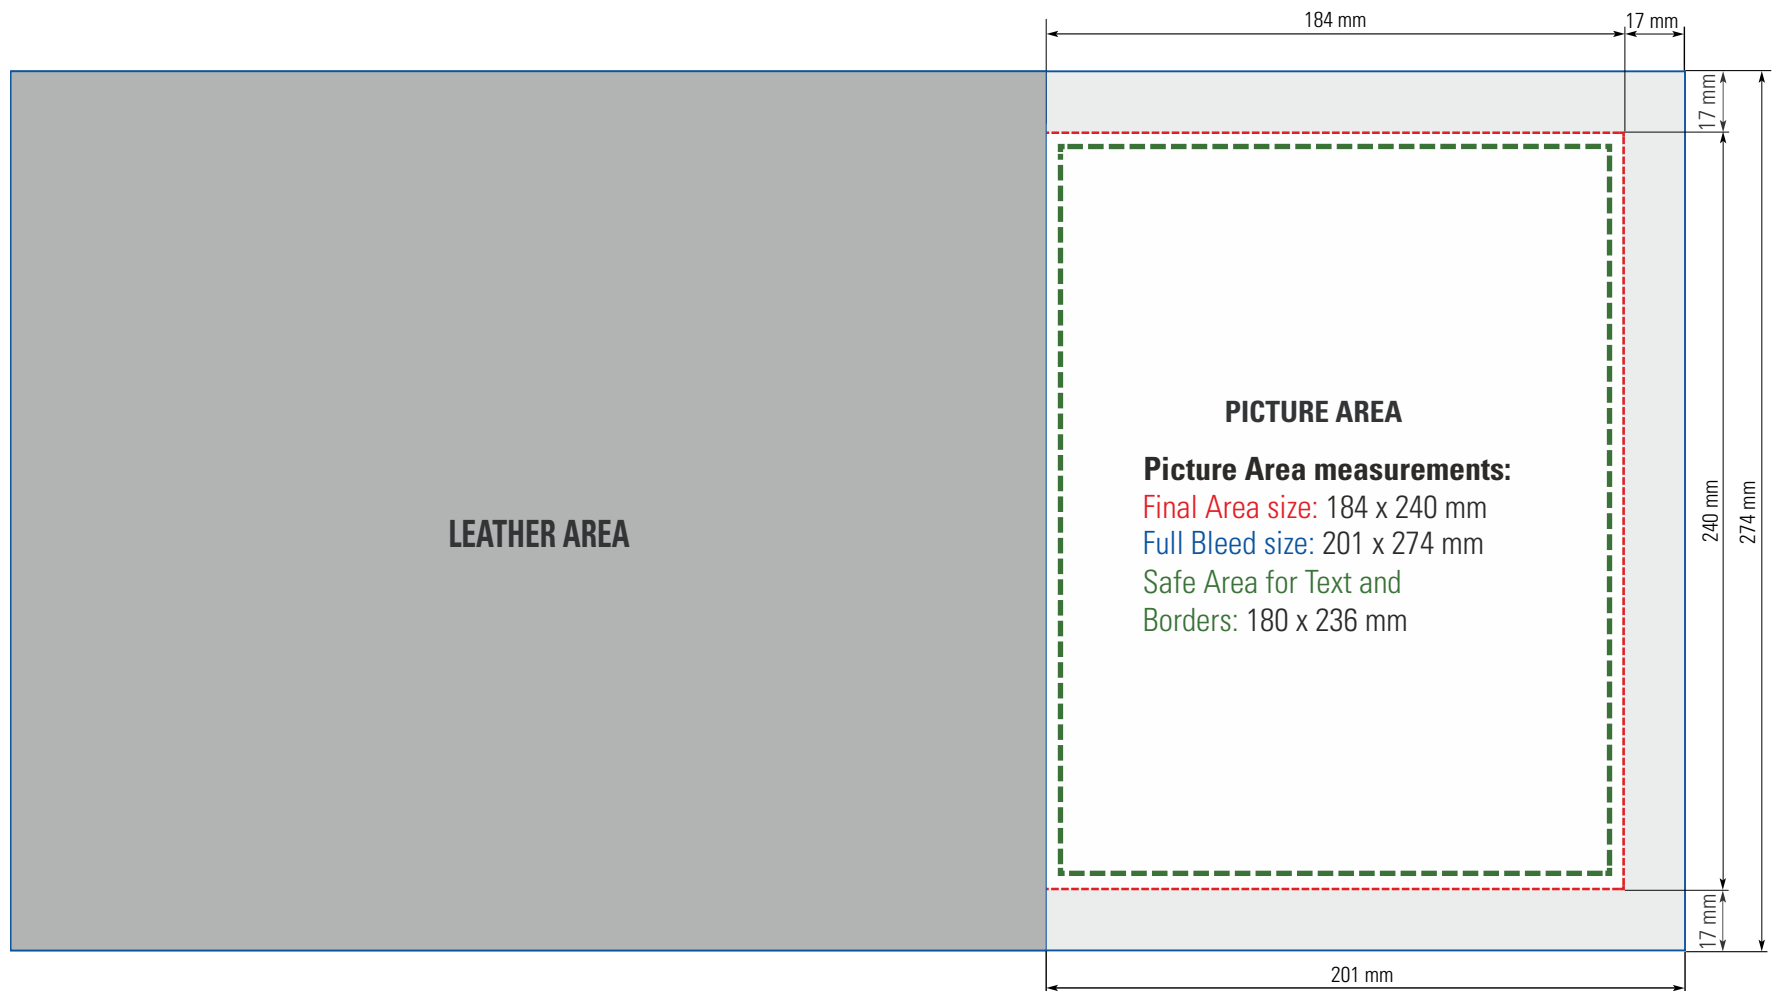 184 mm
17 mm
17 mm
LEATHER AREA
PICTURE AREA
Picture Area measurements:
Final Area size: 184 x 240 mm
Full Bleed size: 201 x 274 mm
Safe Area for Text and
Borders: 180 x 236 mm
240 mm
274 mm
17 mm
201 mm